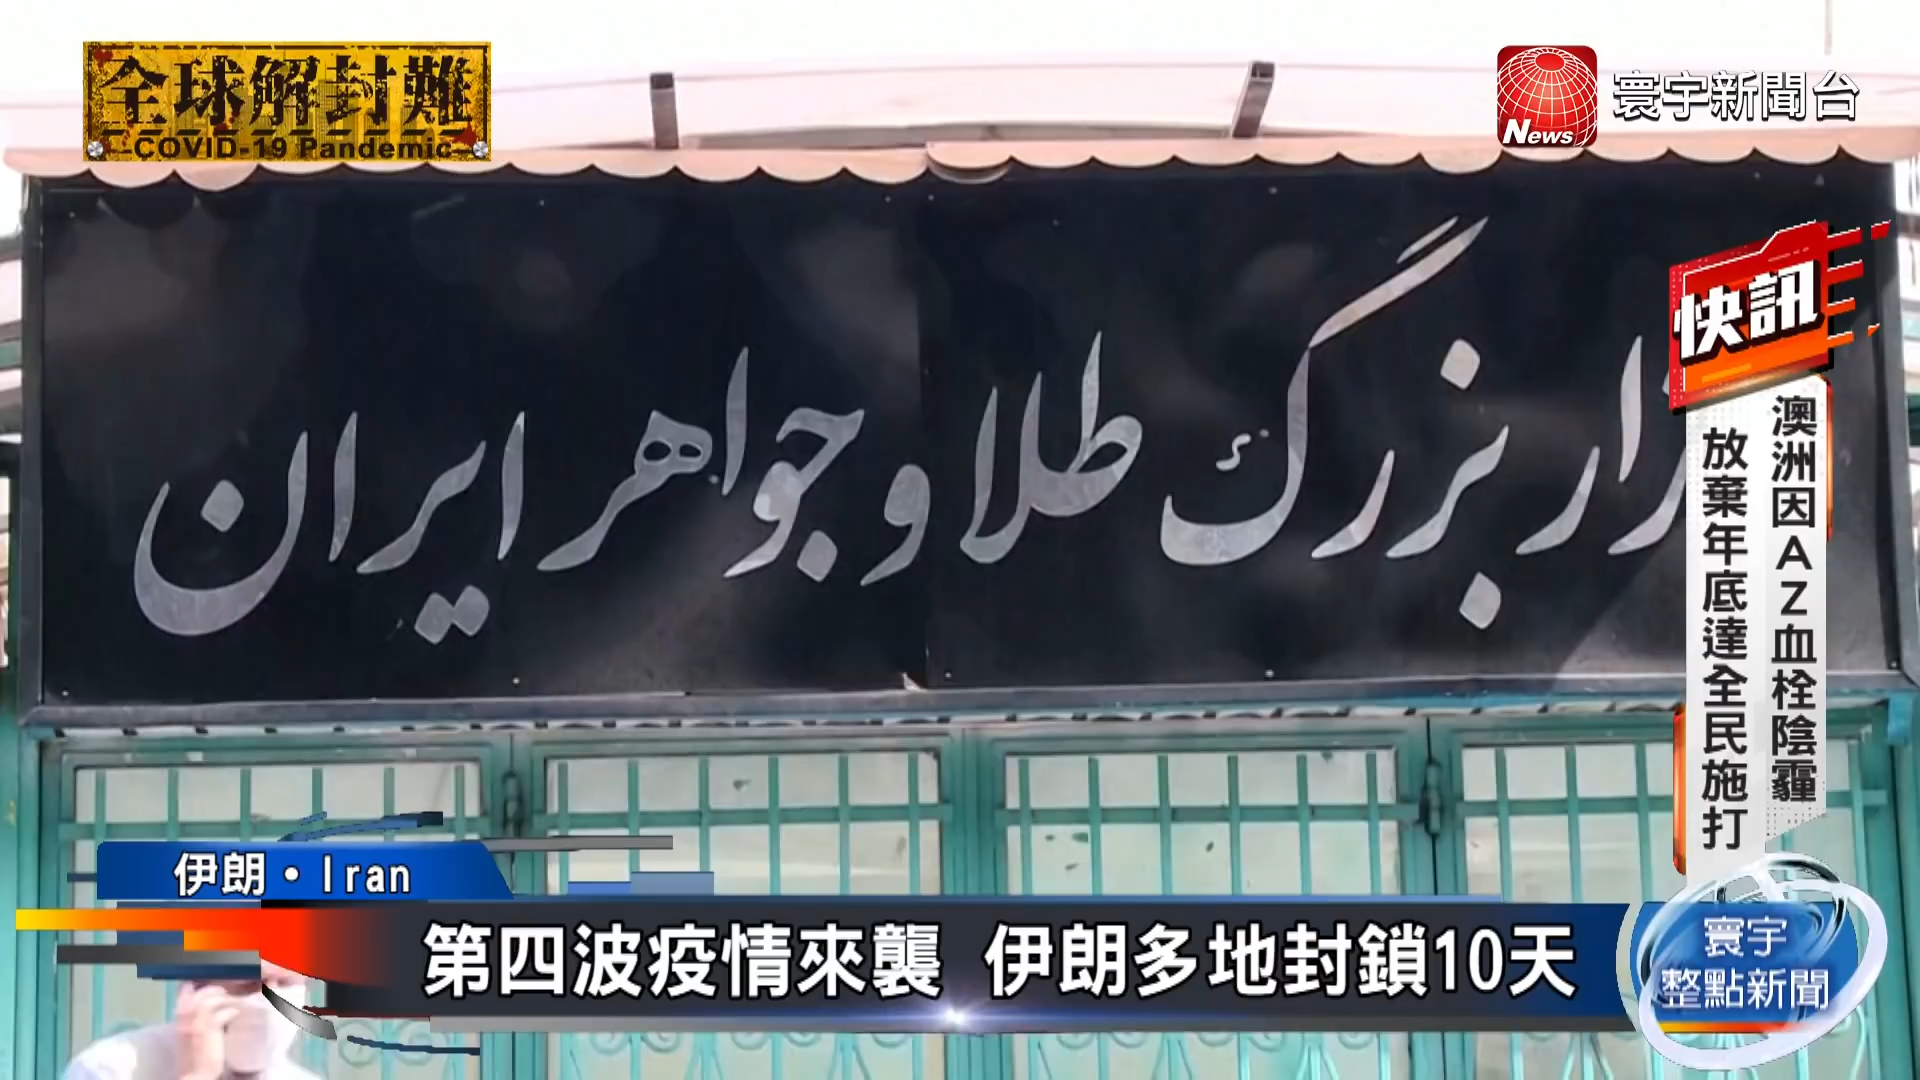 全球解封難
COVID-19 Pandemic
News
寰宇新聞台
快訊
澳洲因AZ血栓陰霾
放棄年底達全民施打
زار بزرگ طلا و جواهر ایران
伊朗·Iran
第四波疫情來襲 伊朗多地封鎖10天
寰宇
整點新聞